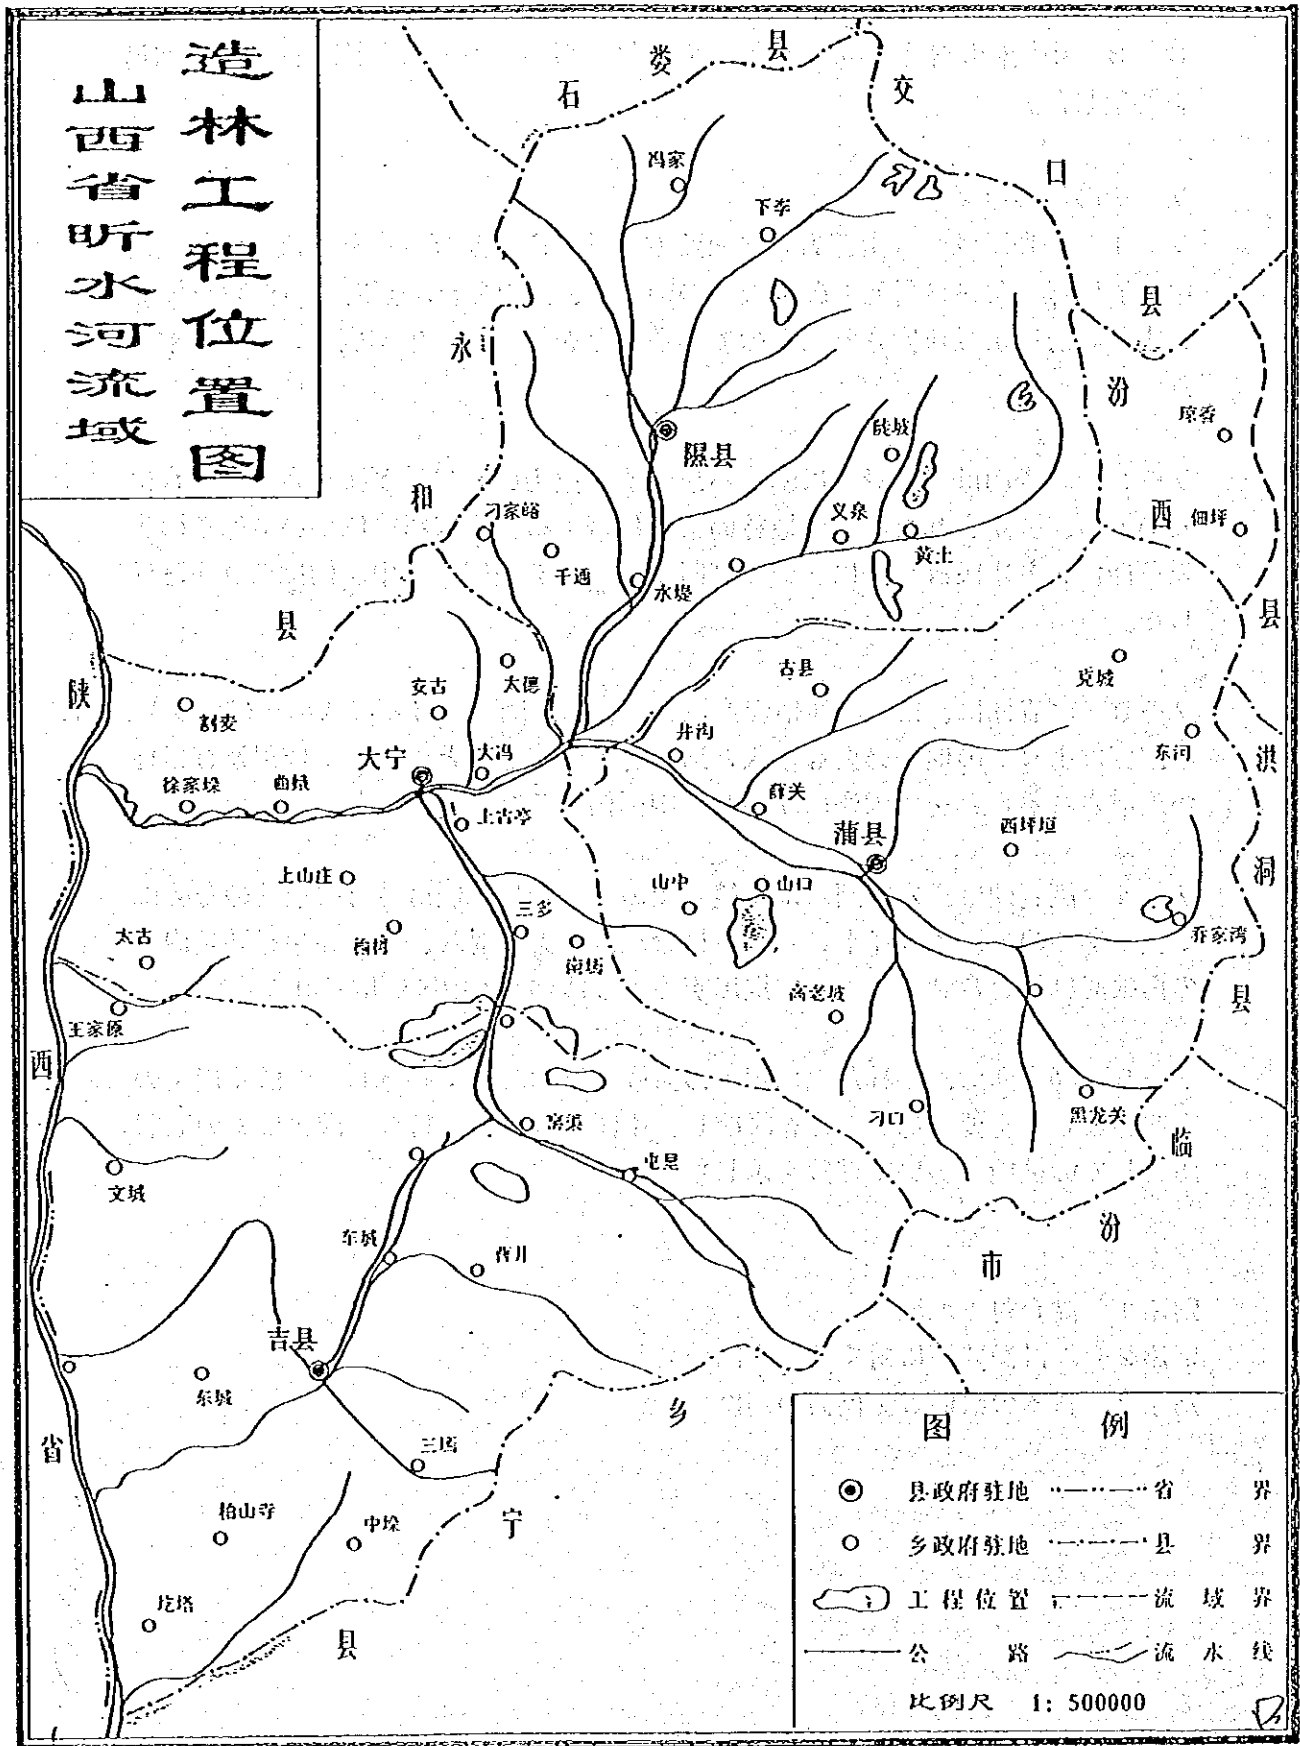 山西省昕水河流域
造林工程位置图
石
娄
县
交
口
县
冯家
下李
永
和
县
隰县
陡坡
义泉
黄土
汾
西
县
佃坪
刁家峪
千通
水堤
陕
西
省
割麦
安古
太德
古县
克城
大宁
大冯
井沟
东河
洪
洞
县
徐家垛
曲峨
上古亭
薛关
蒲县
西坪垣
上山庄
山中
山口
三多
太古
南堡
乔家湾
王家原
高老坡
刁口
黑龙关
临
汾
市
文城
窑渠
屯里
车城
吉县
东城
乡
宁
县
三堠
柏山寺
中垛
圪塔
图 例
县政府驻地 省 界
乡政府驻地 县 界
工程位置 流域界
公 路 流水线
比例尺 1: 500000